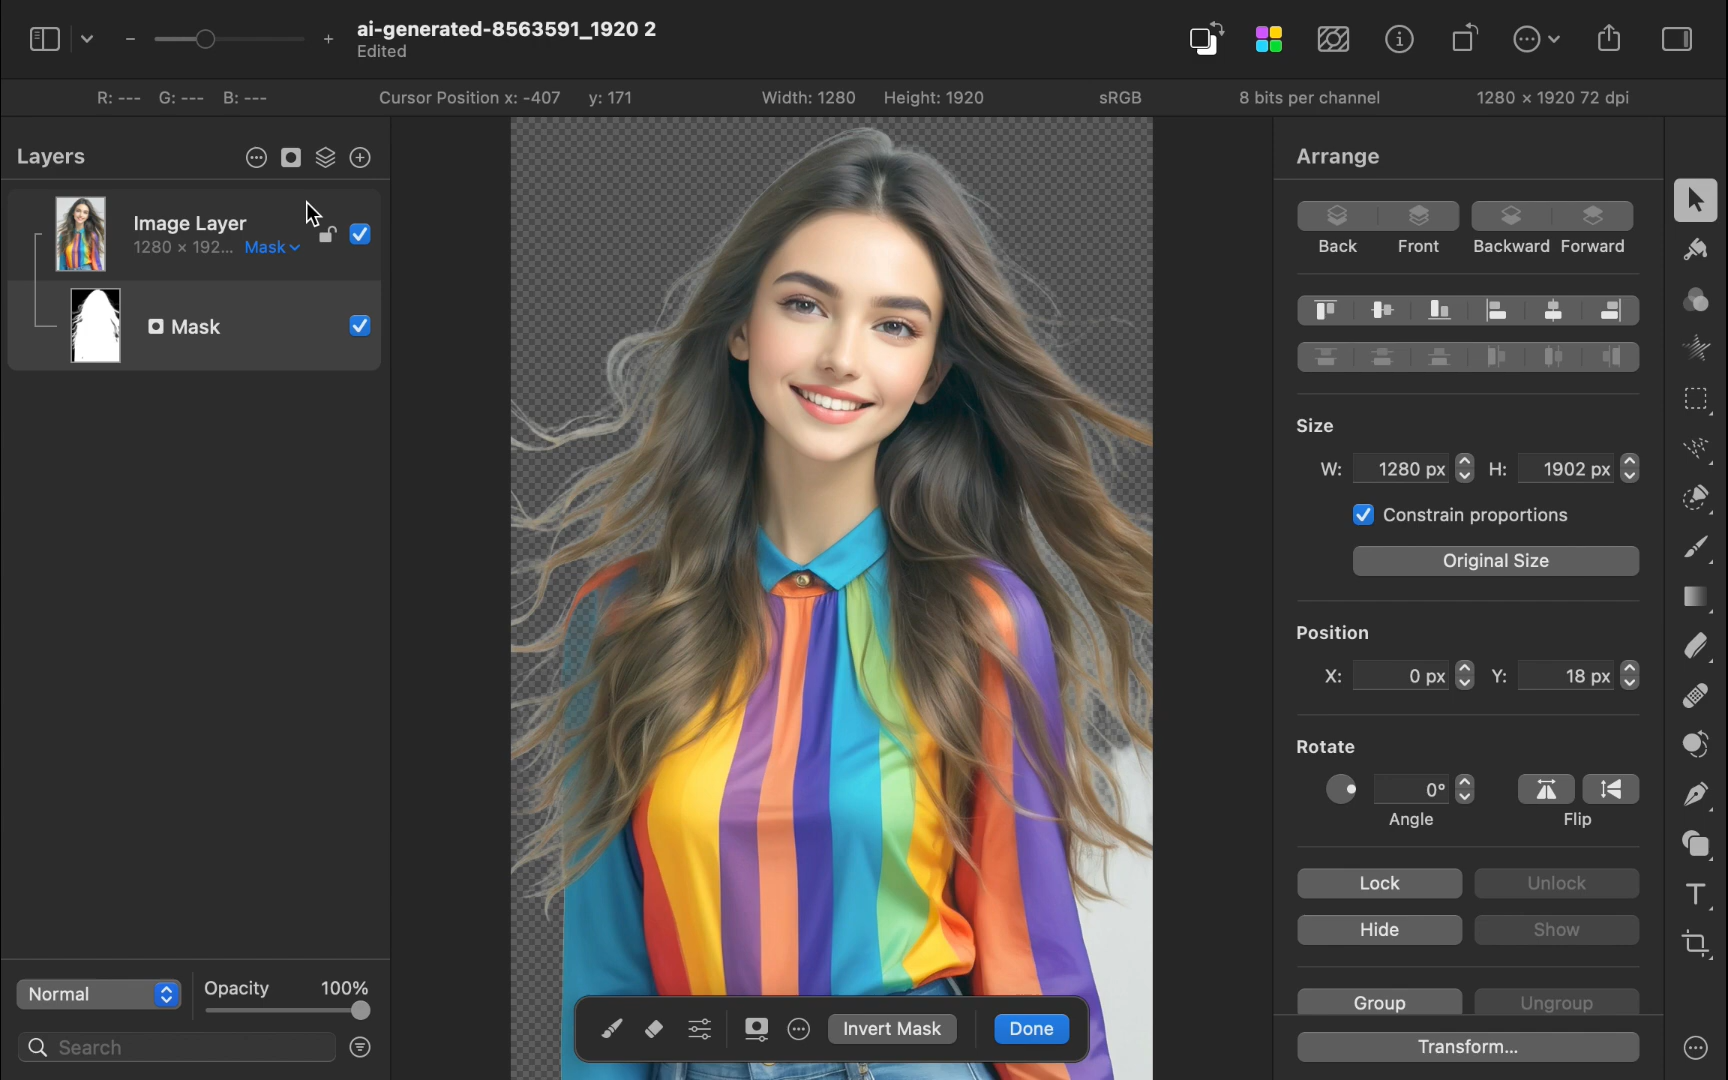 ai-generated-8563591_1920 2
Edited
R: --- G: --- B: --- Cursor Position x: -407 y: 171 Width: 1280 Height: 1920 sRGB 8 bits per channel 1280 × 1920 72 dpi
Layers
Image Layer
1280 × 192... Mask
Mask
Normal
Opacity 100%
Search
Invert Mask Done
Arrange
Back Front Backward Forward
Size
W: 1280 px H: 1902 px
Constrain proportions
Original Size
Position
X: 0 px Y: 18 px
Rotate
0°
Angle Flip
Lock Unlock
Hide Show
Group Ungroup
Transform...